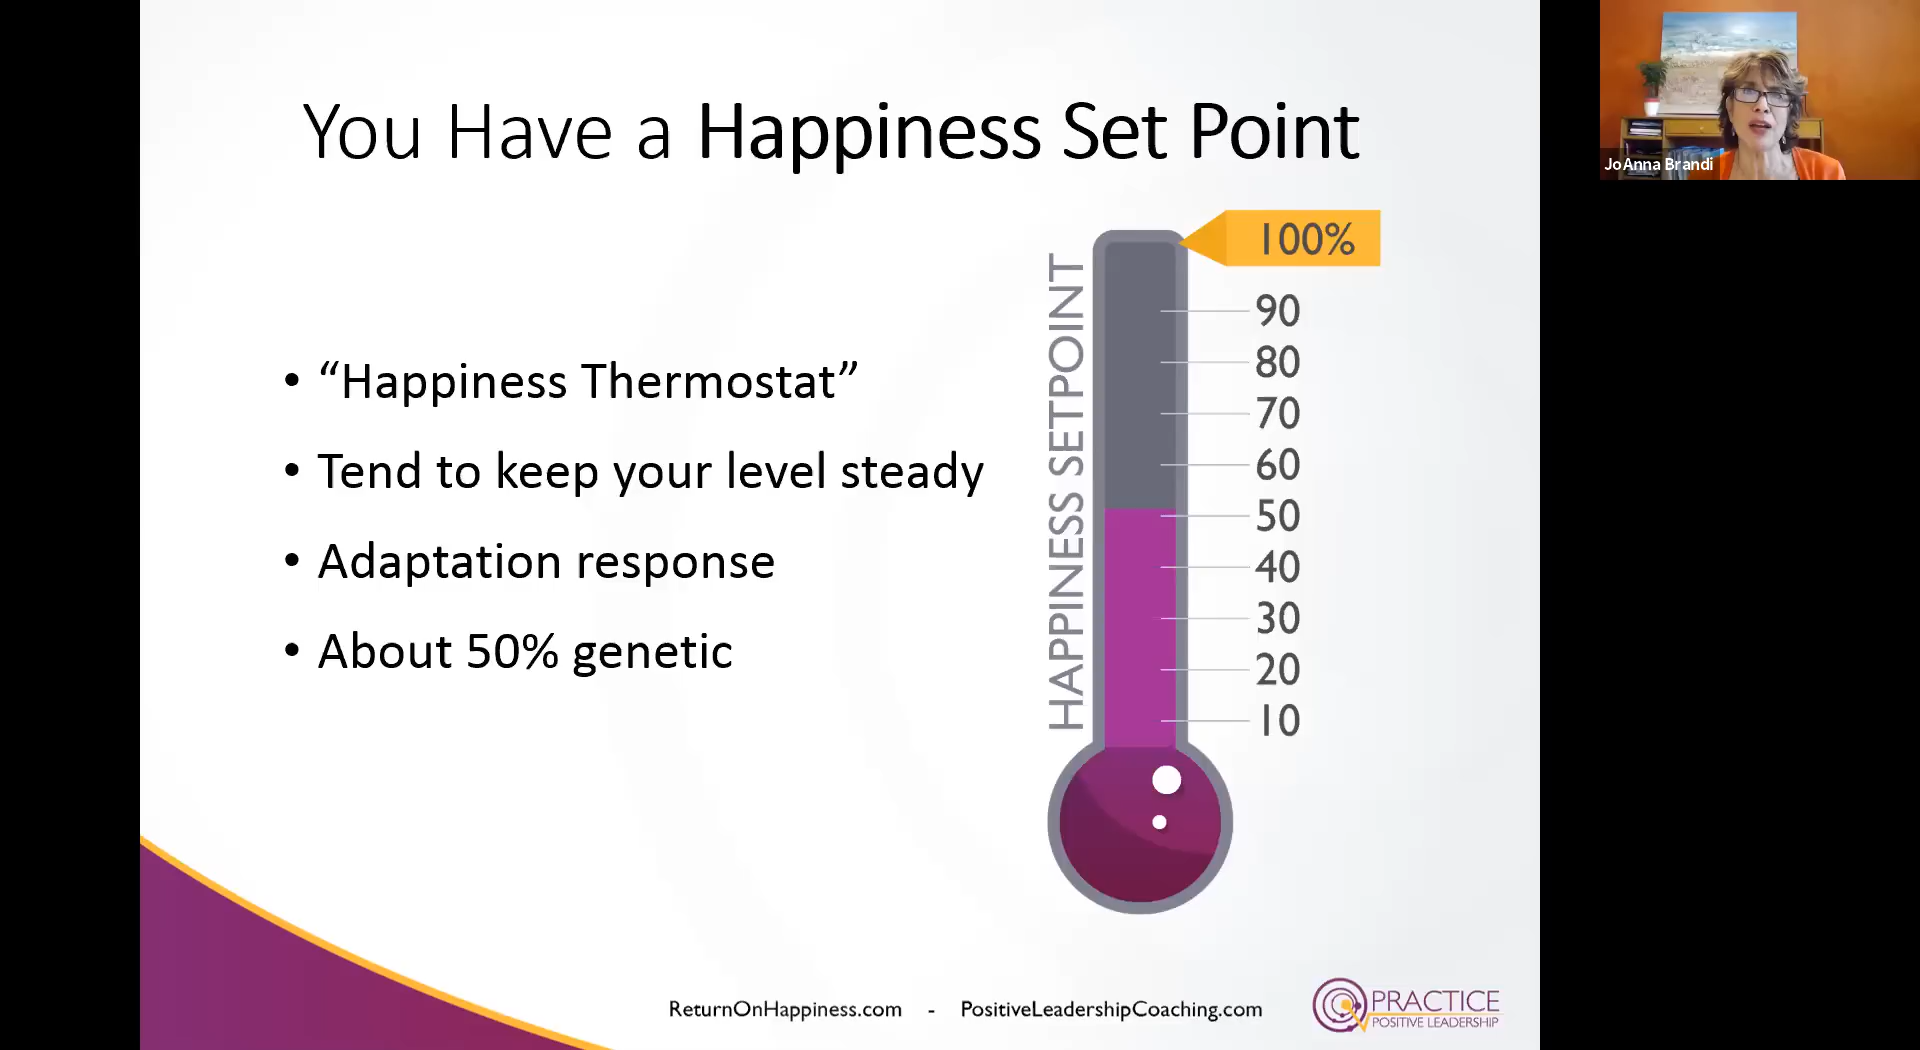 You Have a Happiness Set Point
JoAnna Brandi
• “Happiness Thermostat”
• Tend to keep your level steady
• Adaptation response
• About 50% genetic
HAPPINESS SETPOINT
100%
90
80
70
60
50
40
30
20
10
ReturnOnHappiness.com - PositiveLeadershipCoaching.com
PRACTICE
POSITIVE LEADERSHIP